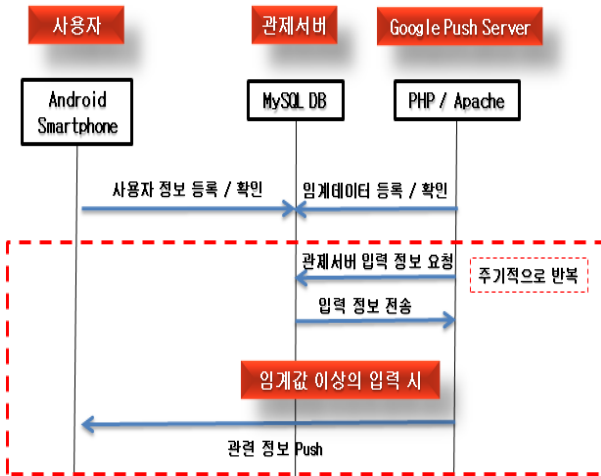 사용자
관제서버
Google Push Server
Android
Smartphone
MySQL DB
PHP / Apache
사용자 정보 등록 / 확인
임계데이터 등록 / 확인
관제서버 입력 정보 요청
주기적으로 반복
입력 정보 전송
임계값 이상의 입력 시
관련 정보 Push